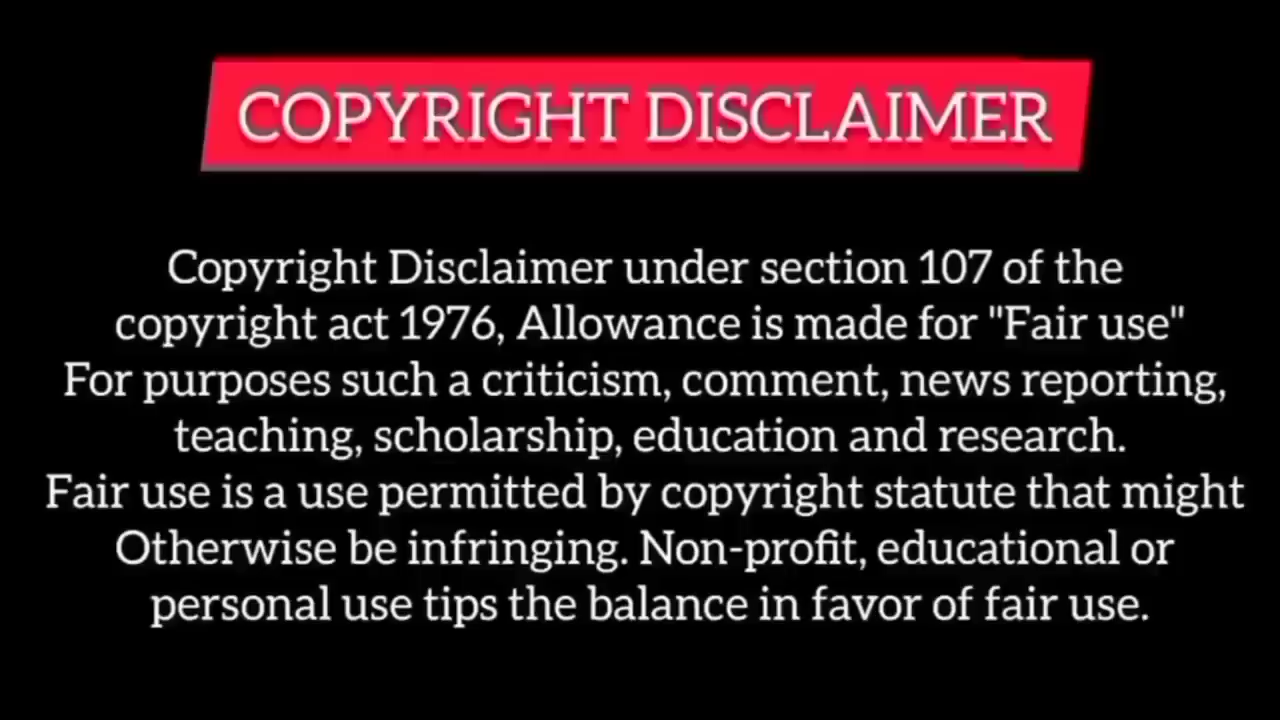 COPYRIGHT DISCLAIMER
Copyright Disclaimer under section 107 of the
copyright act 1976, Allowance is made for "Fair use"
For purposes such a criticism, comment, news reporting,
teaching, scholarship, education and research.
Fair use is a use permitted by copyright statute that might
Otherwise be infringing. Non-profit, educational or
personal use tips the balance in favor of fair use.